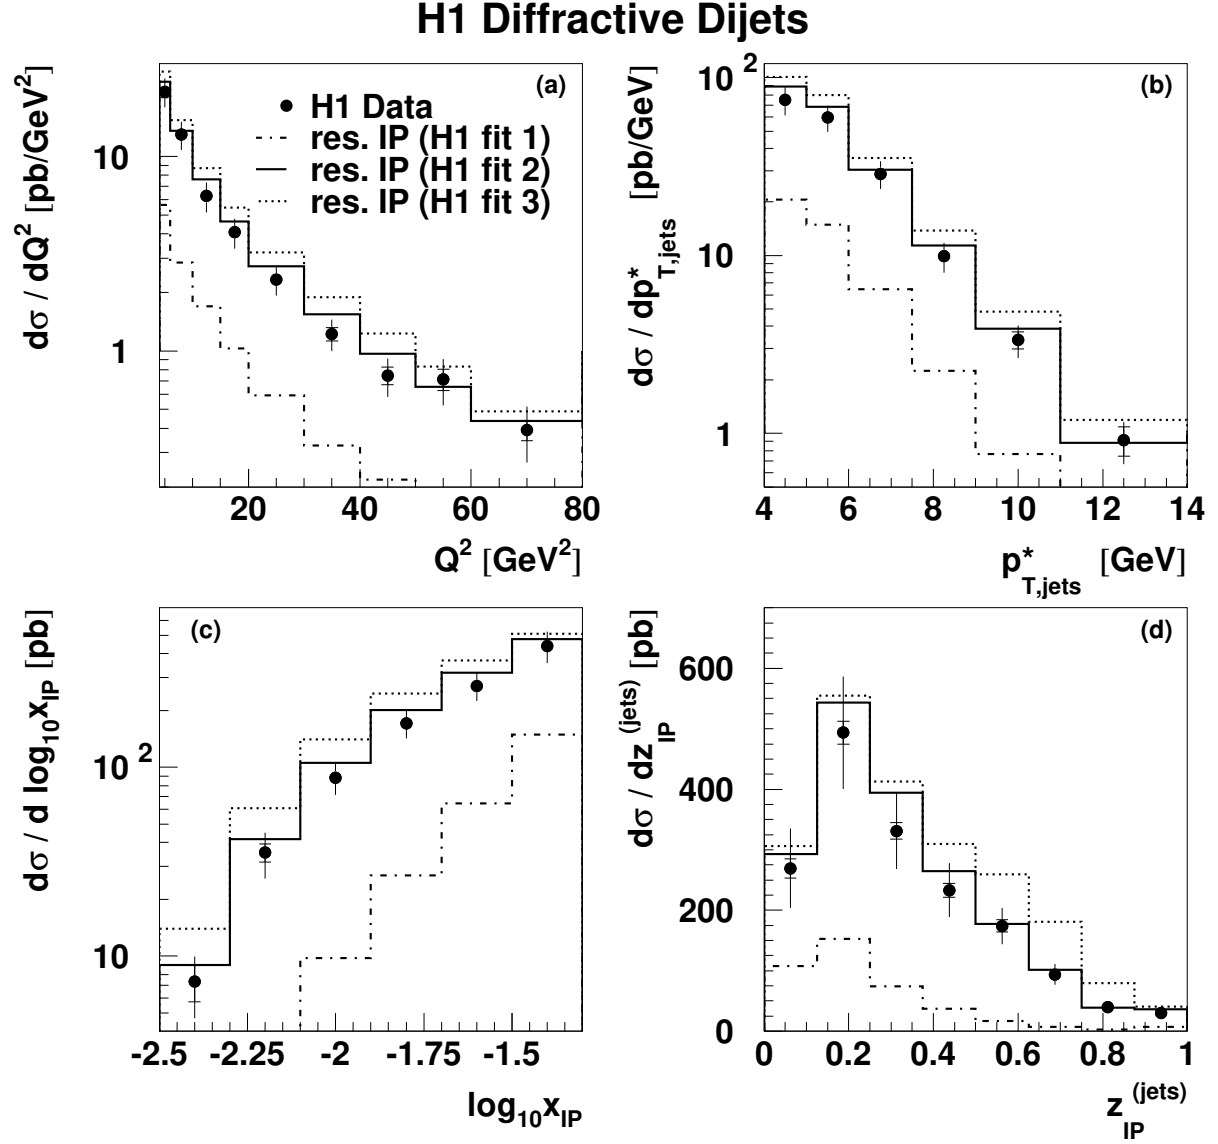 H1 Diffractive Dijets
dσ / dQ² [pb/GeV²]
(a)
H1 Data
res. IP (H1 fit 1)
res. IP (H1 fit 2)
res. IP (H1 fit 3)
10
1
20 40 60 80
Q² [GeV²]
dσ / dp*T,jets [pb/GeV]
(b)
10²
10
1
4 6 8 10 12 14
p*T,jets [GeV]
dσ / d log₁₀xIP [pb]
(c)
10²
10
-2.5 -2.25 -2 -1.75 -1.5
log₁₀xIP
dσ / dzIP(jets) [pb]
(d)
600
400
200
0
0 0.2 0.4 0.6 0.8 1
zIP(jets)